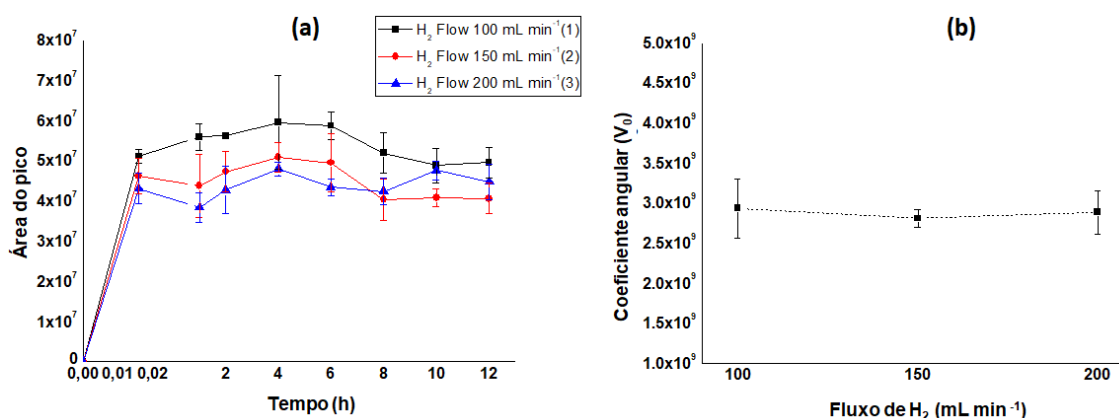 (a)
H₂ Flow 100 mL min⁻¹(1)
H₂ Flow 150 mL min⁻¹(2)
H₂ Flow 200 mL min⁻¹(3)
Área do pico
8x10⁷
7x10⁷
6x10⁷
5x10⁷
4x10⁷
3x10⁷
2x10⁷
1x10⁷
0
0,00 0,01 0,02 2 4 6 8 10 12
Tempo (h)
(b)
Coeficiente angular (V₀)
5.0x10⁹
4.5x10⁹
4.0x10⁹
3.5x10⁹
3.0x10⁹
2.5x10⁹
2.0x10⁹
1.5x10⁹
1.0x10⁹
100 150 200
Fluxo de H₂ (mL min ⁻¹)